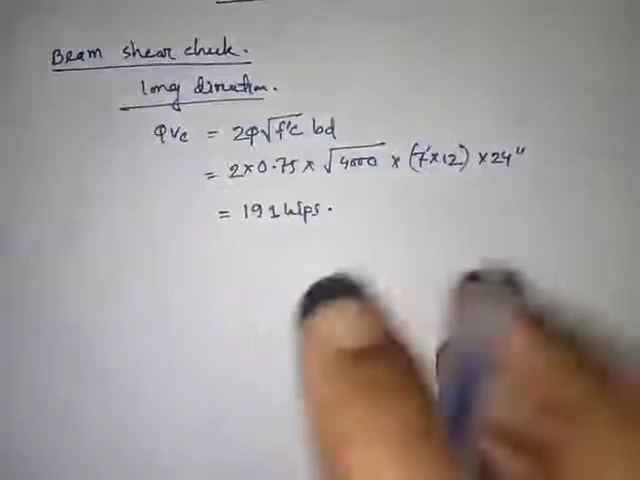 Beam shear check.
long direction.
φVc = 2φ√f'c bd
= 2×0.75×√4000 × (7'×12) ×24"
= 191 kips.